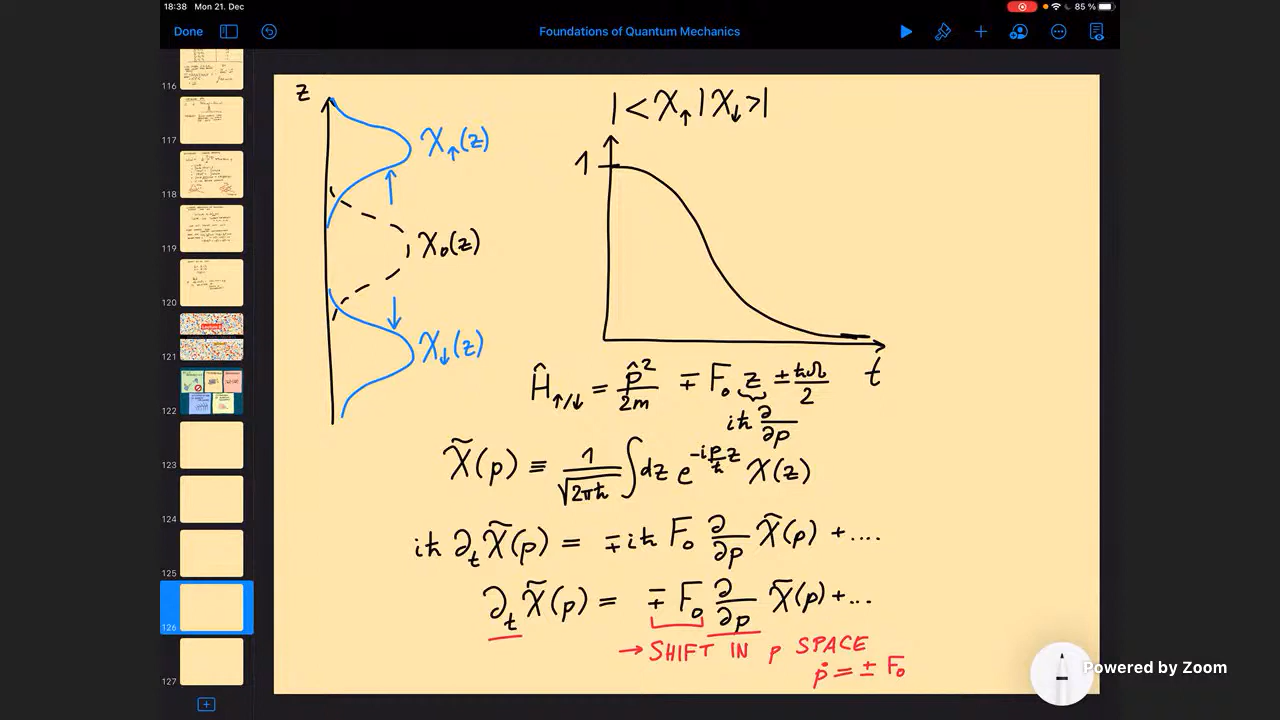 18:38 Mon 21. Dec
85 %
Done
Foundations of Quantum Mechanics
116
117
118
119
120
121
122
123
124
125
126
127
z
χ↑(z)
χ₀(z)
χ↓(z)
|<χ↑|χ↓>|
1
t
Ĥ↑/↓ = p̂²/2m ∓ F₀ z ± ħΩ/2
iħ ∂/∂p
χ̃(p) ≡ 1/√2πħ ∫dz e^(-i p/ħ z) χ(z)
iħ ∂ₜ χ̃(p) = ∓iħ F₀ ∂/∂p χ̃(p) + ....
∂ₜ χ̃(p) = ∓ F₀ ∂/∂p χ̃(p) + ...
→ SHIFT IN p SPACE
ṗ = ± F₀
Powered by Zoom